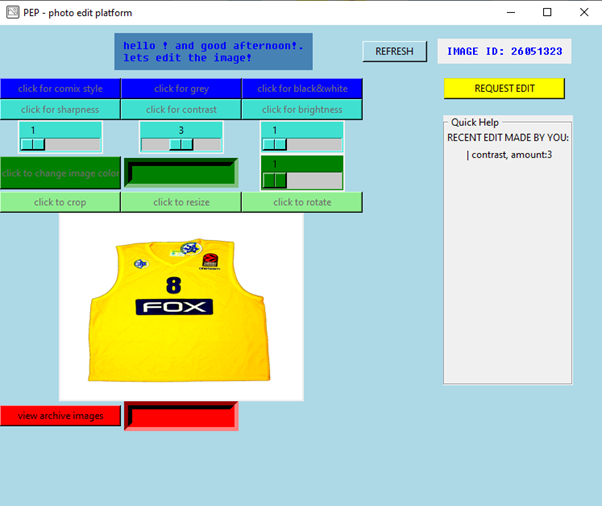 PEP - photo edit platform
hello ! and good afternoon!.
lets edit the image!
REFRESH
IMAGE ID: 26051323
click for comix style
click for grey
click for black&white
REQUEST EDIT
click for sharpness
click for contrast
click for brightness
1
3
1
Quick Help
RECENT EDIT MADE BY YOU:
| contrast, amount:3
click to change image color
1
click to crop
click to resize
click to rotate
8
FOX
view archive images